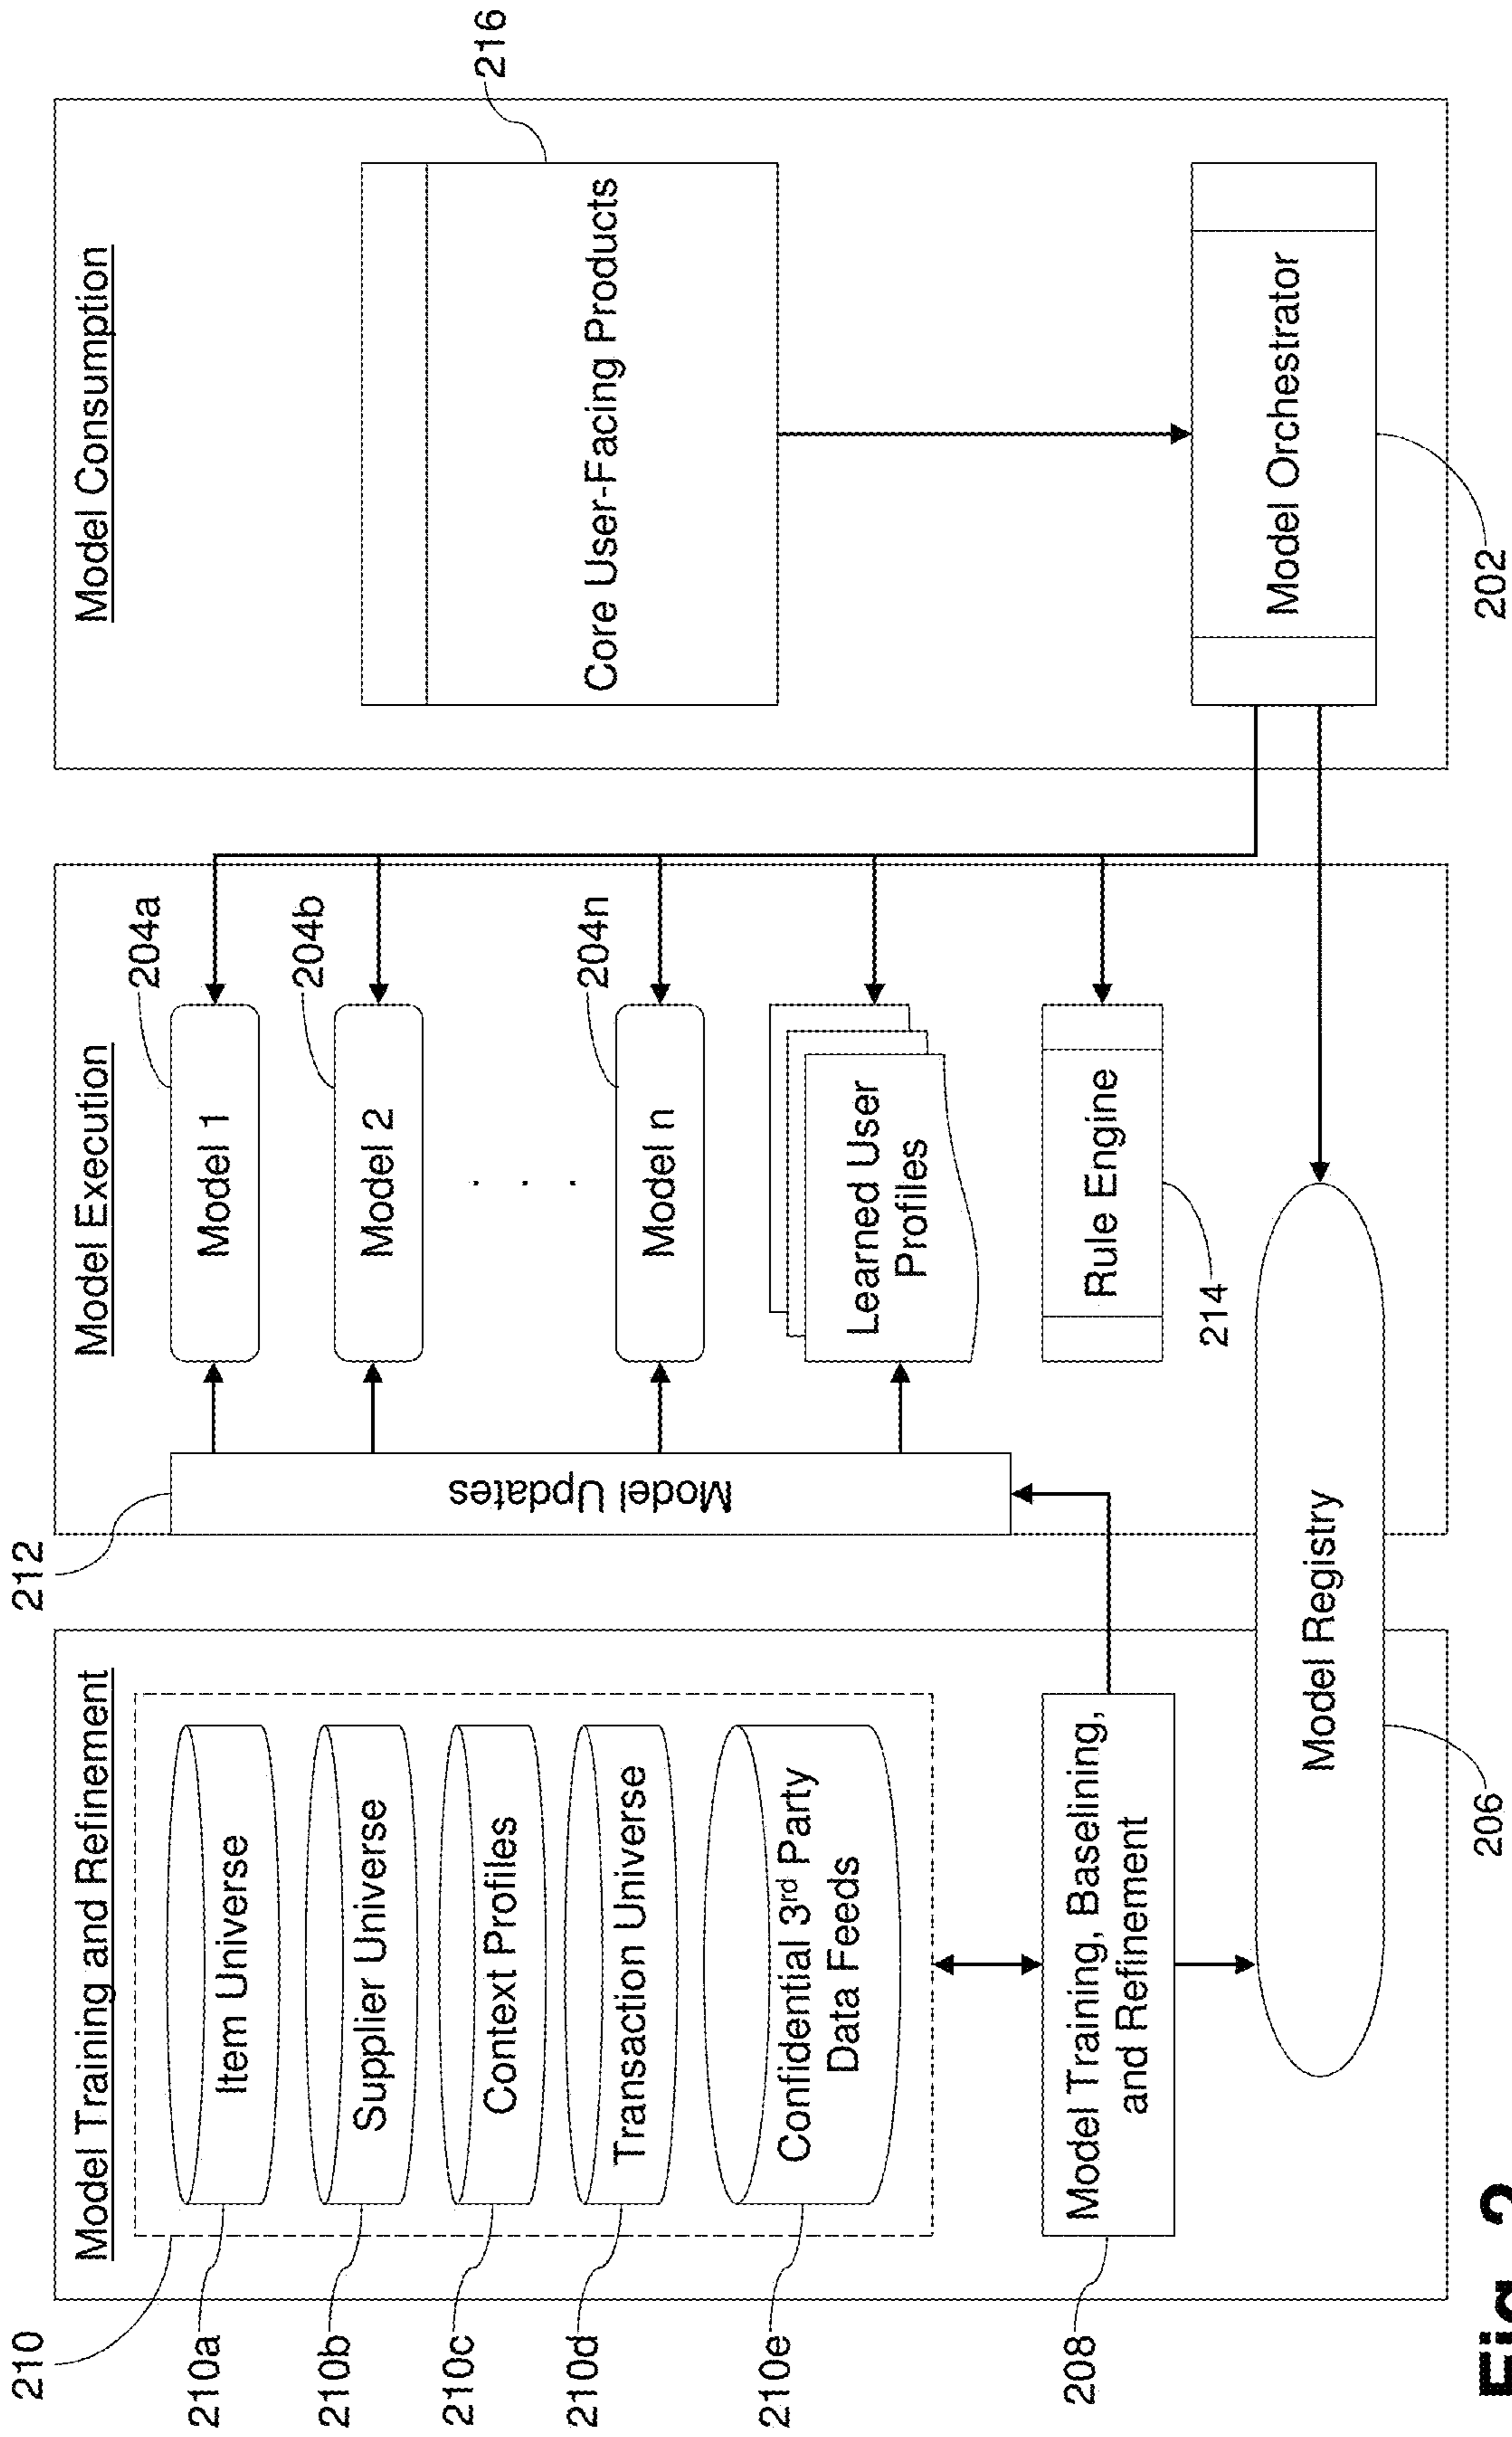 Model Training and Refinement
210
210a
Item Universe
210b
Supplier Universe
210c
Context Profiles
210d
Transaction Universe
210e
Confidential 3rd Party
Data Feeds
208
Model Training, Baselining,
and Refinement
Model Registry
206
Model Execution
212
Model Updates
204a
Model 1
204b
Model 2
. . .
204n
Model n
Learned User
Profiles
Rule Engine
214
Model Consumption
216
Core User-Facing Products
Model Orchestrator
202
Fig. 2